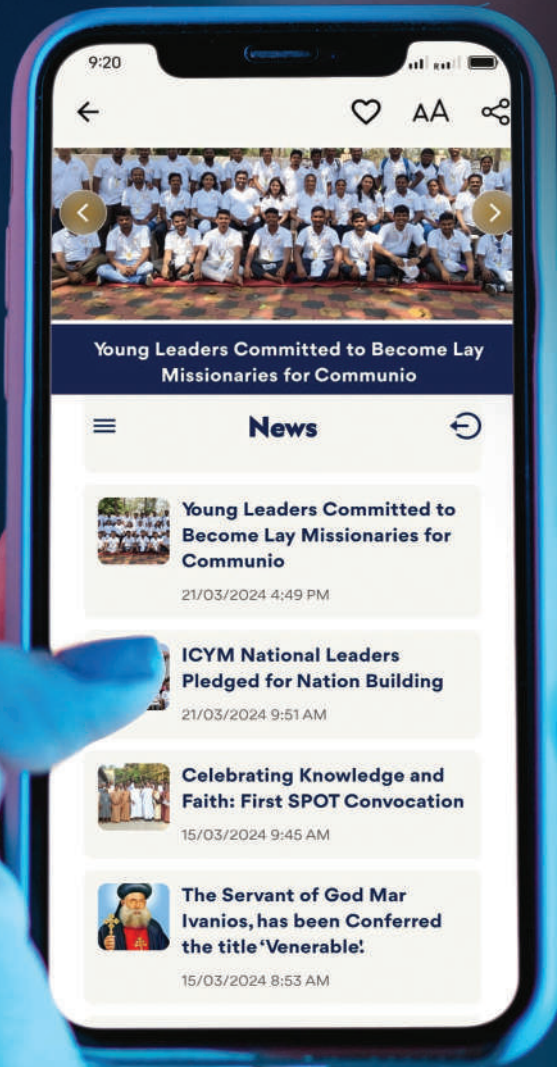 9:20
AA
Young Leaders Committed to Become Lay
Missionaries for Communio
News
Young Leaders Committed to
Become Lay Missionaries for
Communio
21/03/2024 4:49 PM
ICYM National Leaders
Pledged for Nation Building
21/03/2024 9:51 AM
Celebrating Knowledge and
Faith: First SPOT Convocation
15/03/2024 9:45 AM
The Servant of God Mar
Ivanios, has been Conferred
the title ‘Venerable’.
15/03/2024 8:53 AM